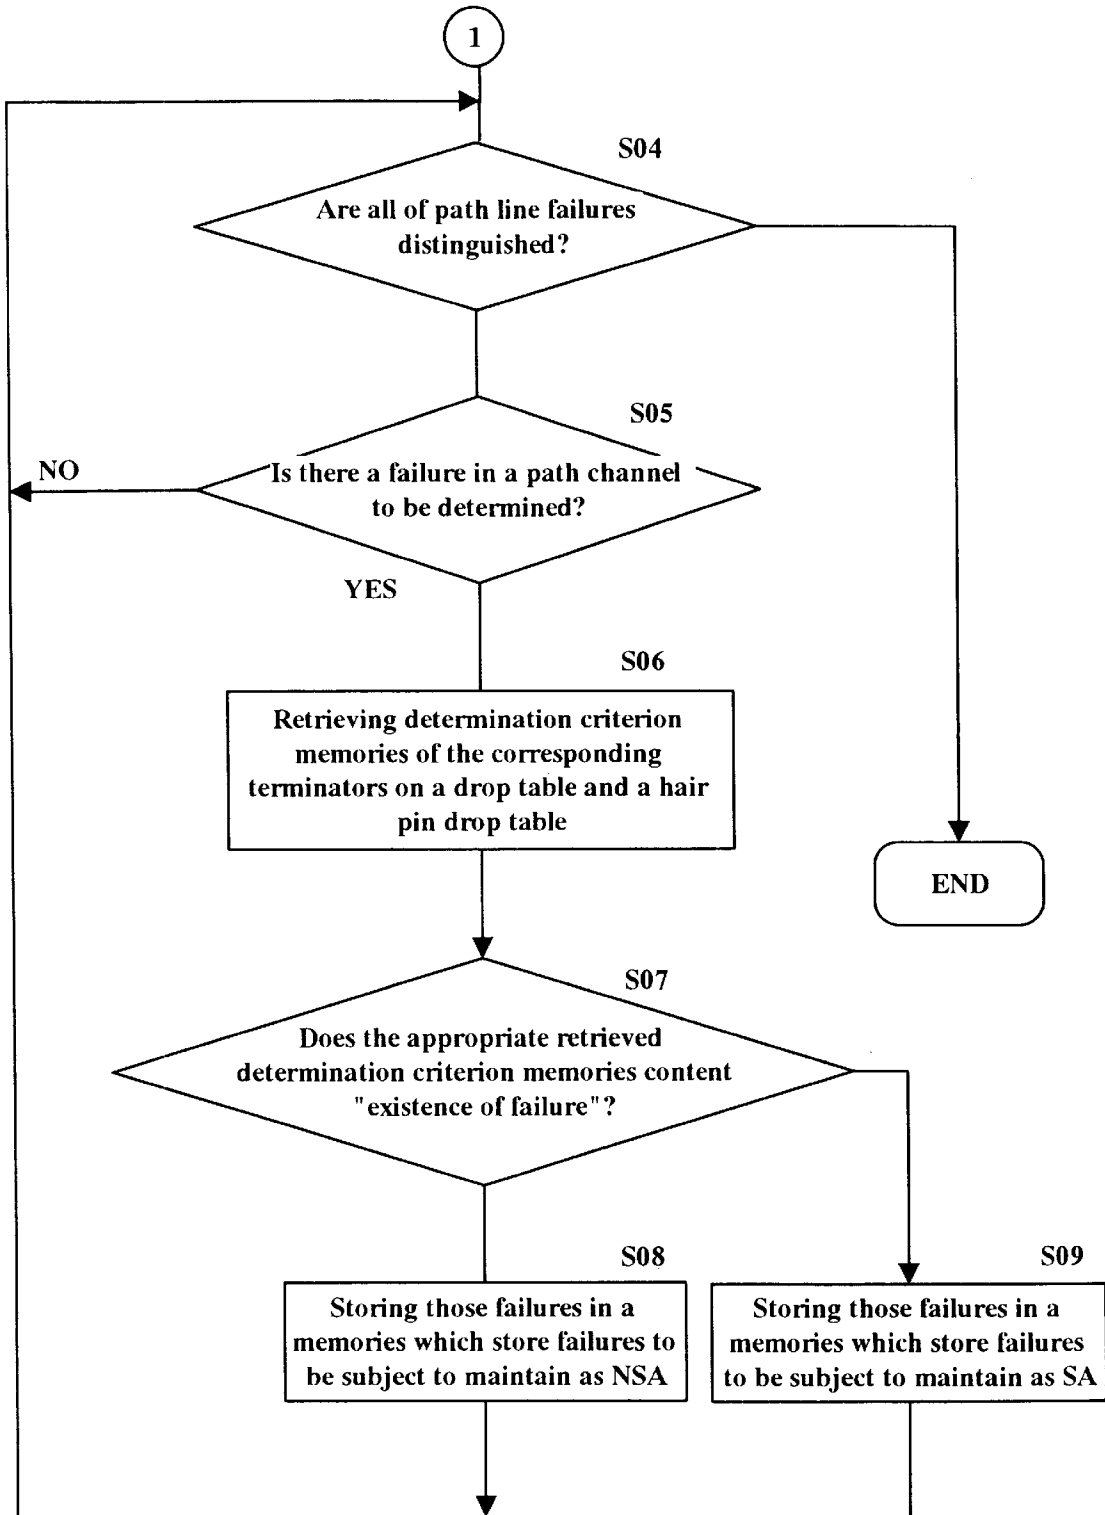 1
S04
Are all of path line failures
distinguished?
S05
NO
Is there a failure in a path channel
to be determined?
YES
S06
Retrieving determination criterion
memories of the corresponding
terminators on a drop table and a hair
pin drop table
END
S07
Does the appropriate retrieved
determination criterion memories content
"existence of failure"?
S08
Storing those failures in a
memories which store failures to
be subject to maintain as NSA
S09
Storing those failures in a
memories which store failures
to be subject to maintain as SA